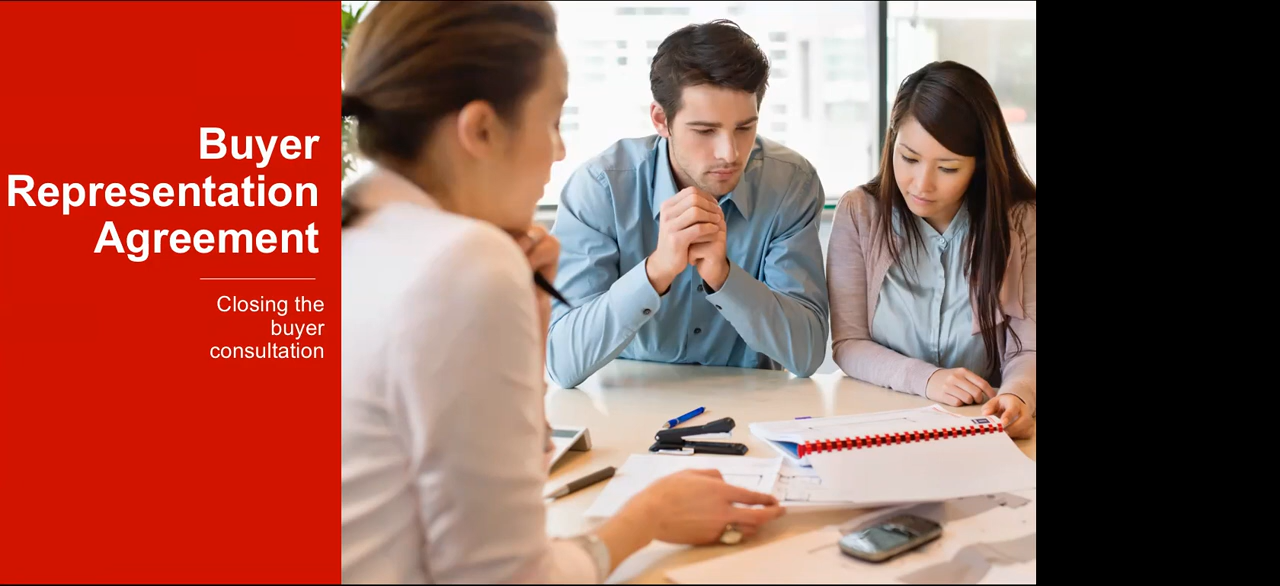 Buyer
Representation
Agreement
Closing the
buyer
consultation